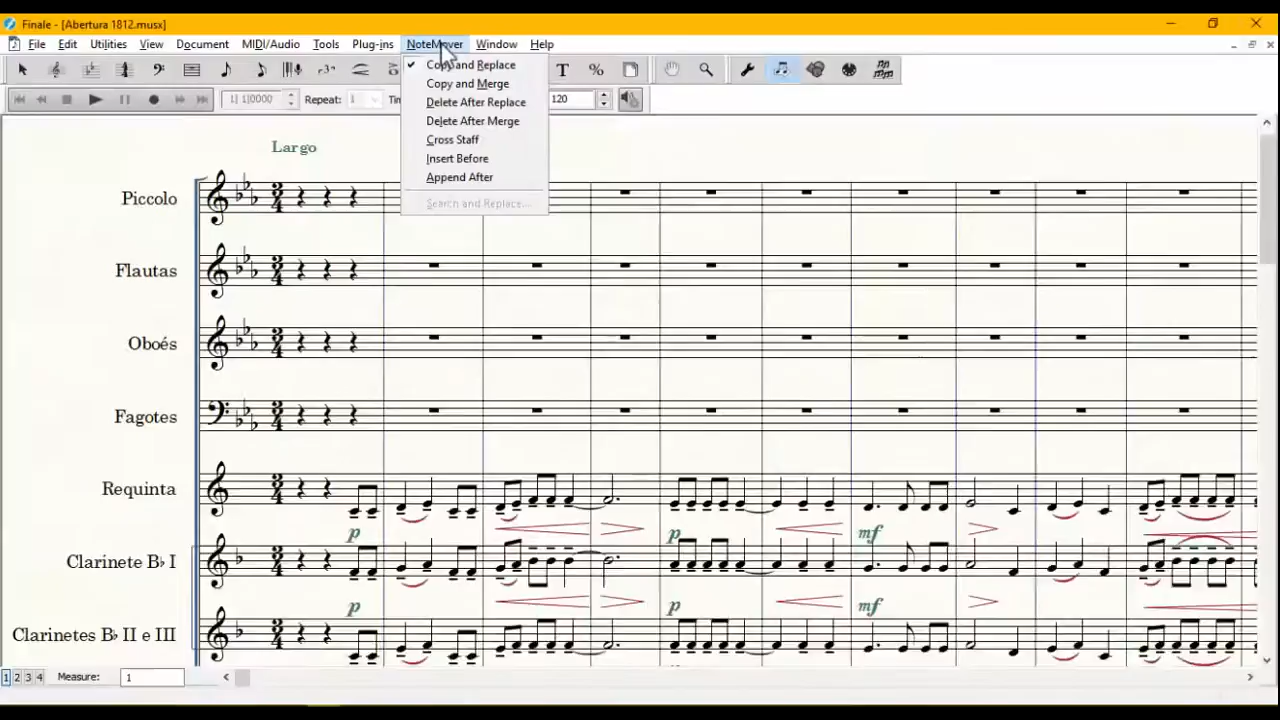 Finale - [Abertura 1812.musx]
File Edit Utilities View Document MIDI/Audio Tools Plug-ins NoteMover Window Help
Copy and Replace
Copy and Merge
Delete After Replace
Delete After Merge
Cross Staff
Insert Before
Append After
Search and Replace...
1| 1|0000 Repeat: 1 120
Largo
Piccolo
Flautas
Oboés
Fagotes
Requinta
p p mf
Clarinete B♭ I
p p mf
Clarinetes B♭ II e III
1 2 3 4 Measure: 1